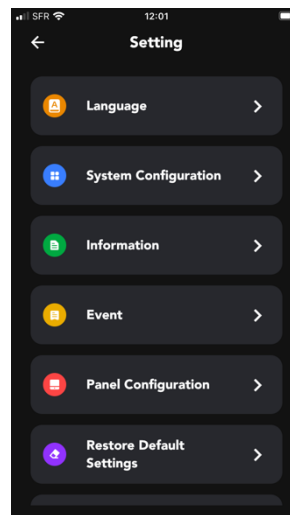 SFR 12:01
Setting
Language
System Configuration
Information
Event
Panel Configuration
Restore Default
Settings